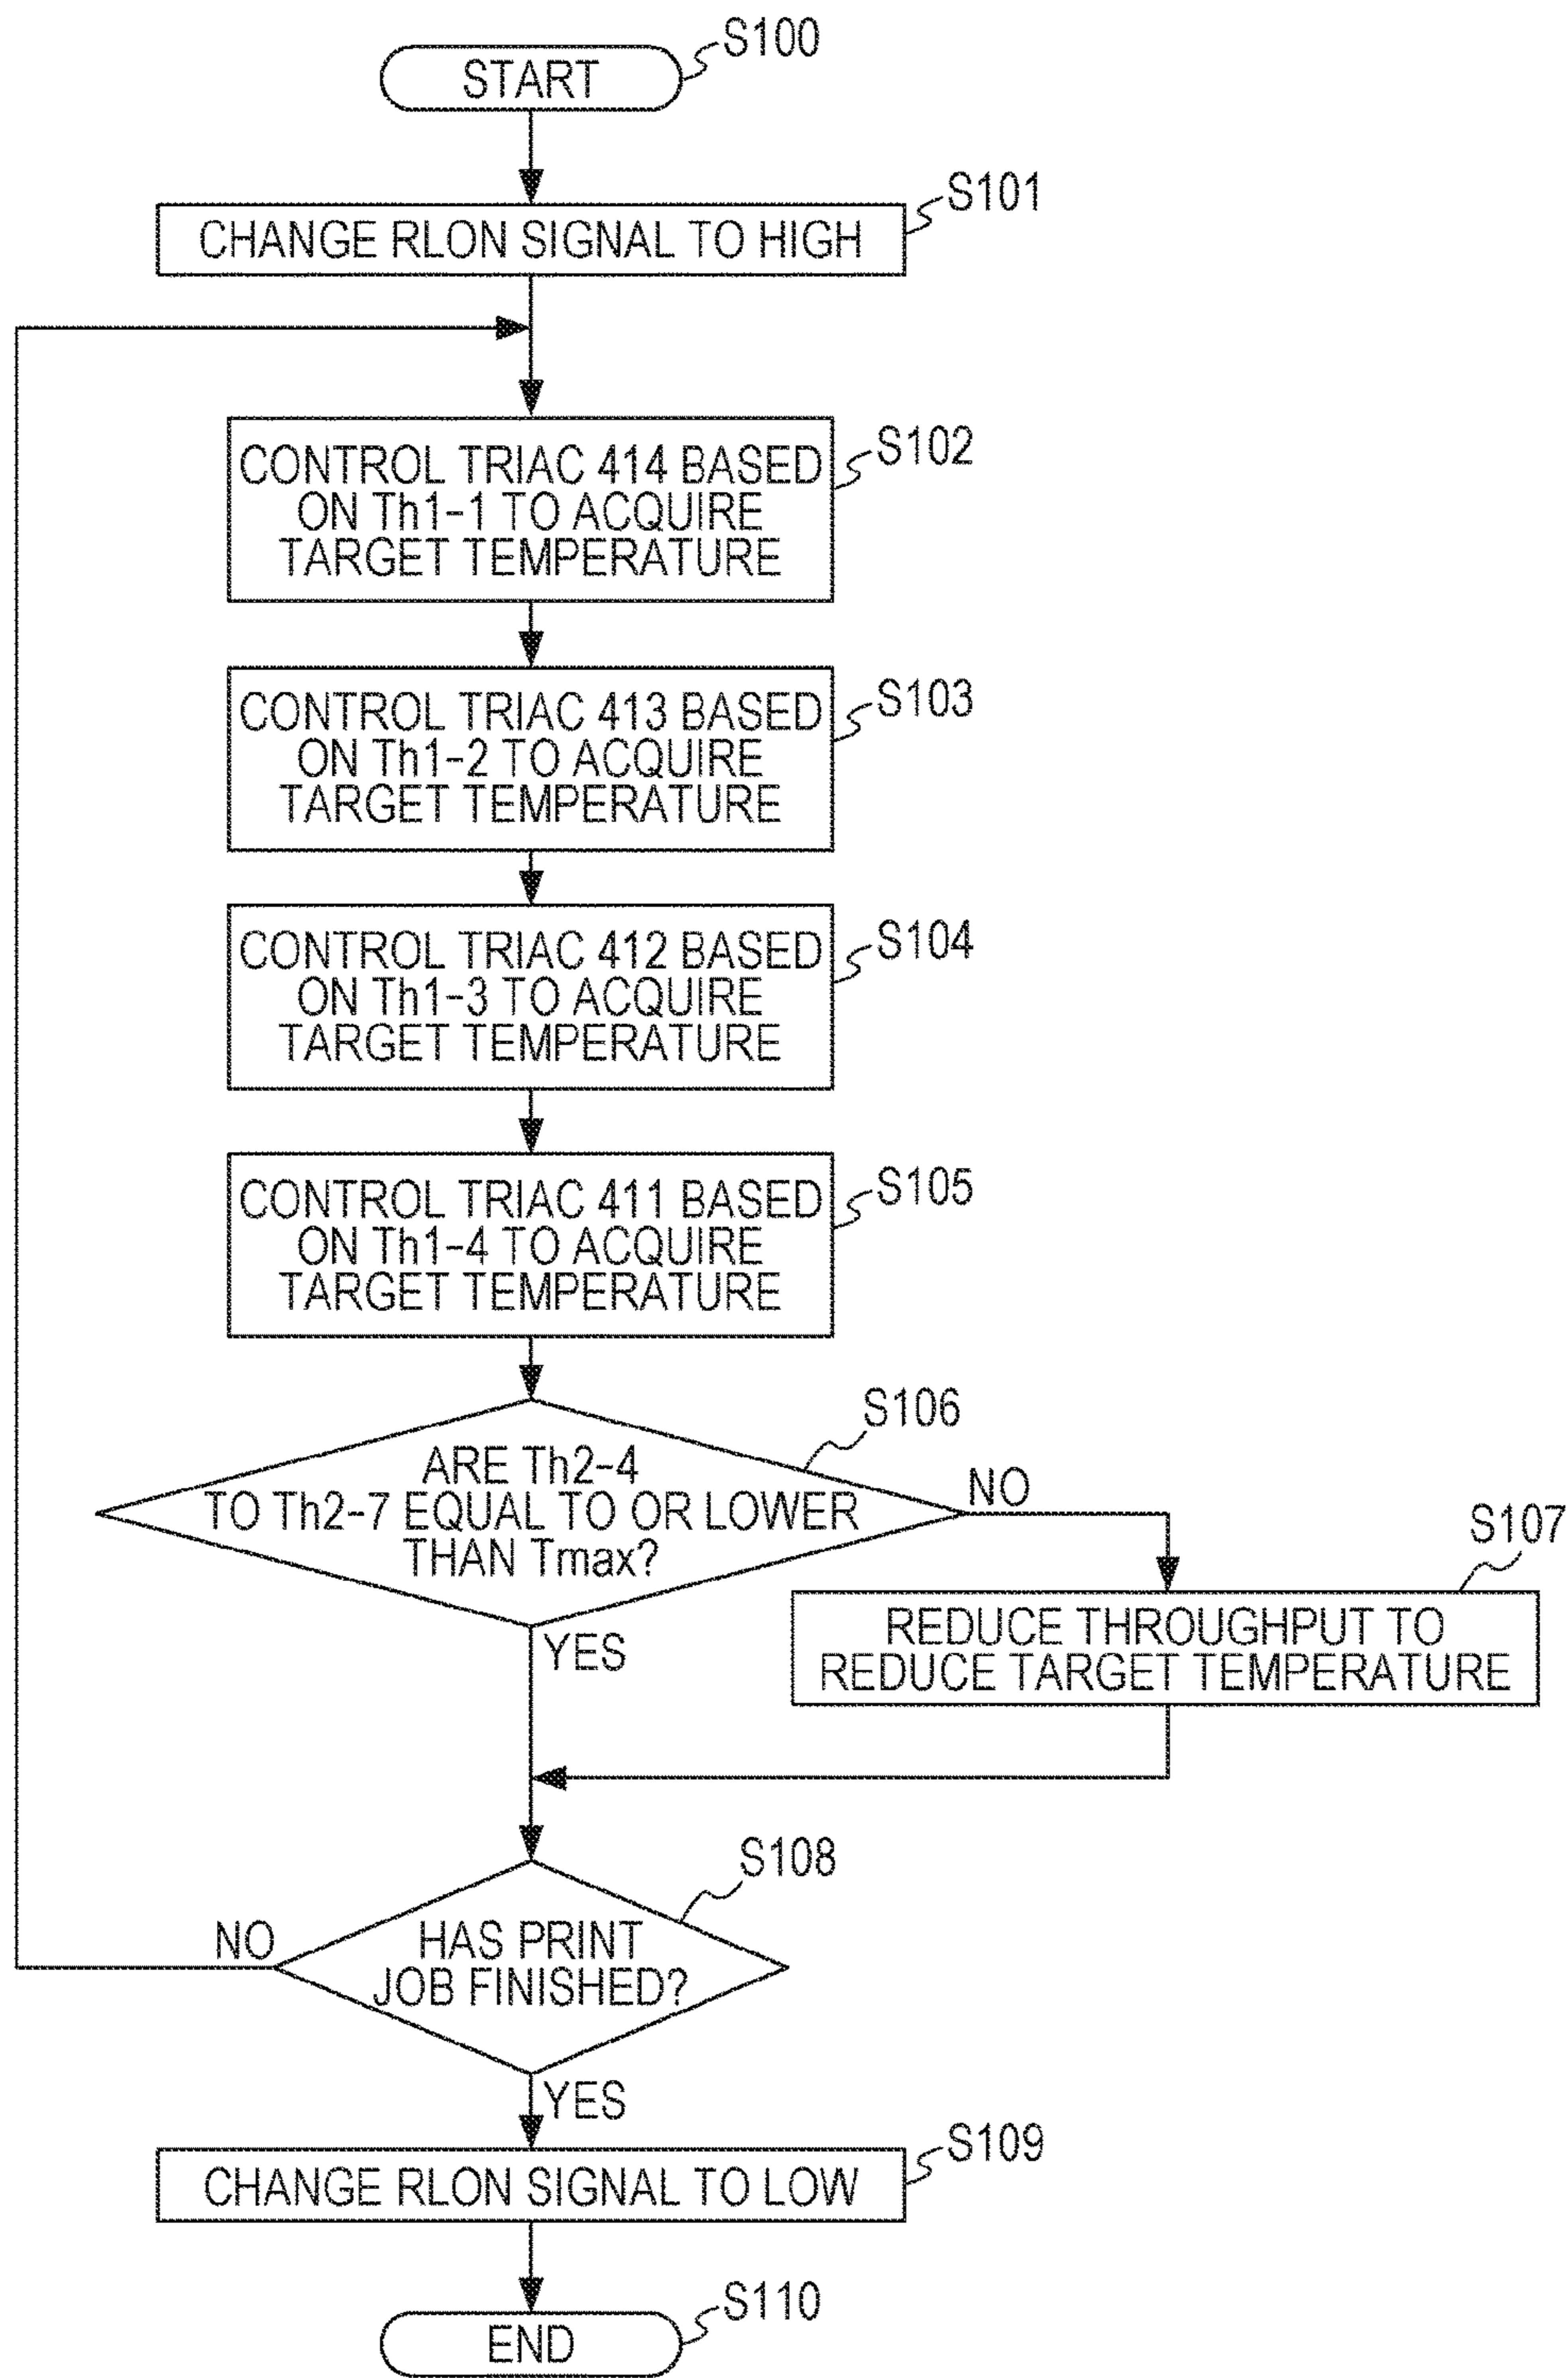 START
S100
CHANGE RLON SIGNAL TO HIGH
S101
CONTROL TRIAC 414 BASED
ON Th1-1 TO ACQUIRE
TARGET TEMPERATURE
S102
CONTROL TRIAC 413 BASED
ON Th1-2 TO ACQUIRE
TARGET TEMPERATURE
S103
CONTROL TRIAC 412 BASED
ON Th1-3 TO ACQUIRE
TARGET TEMPERATURE
S104
CONTROL TRIAC 411 BASED
ON Th1-4 TO ACQUIRE
TARGET TEMPERATURE
S105
ARE Th2-4
TO Th2-7 EQUAL TO OR LOWER
THAN Tmax?
S106
NO
YES
REDUCE THROUGHPUT TO
REDUCE TARGET TEMPERATURE
S107
HAS PRINT
JOB FINISHED?
S108
NO
YES
CHANGE RLON SIGNAL TO LOW
S109
END
S110